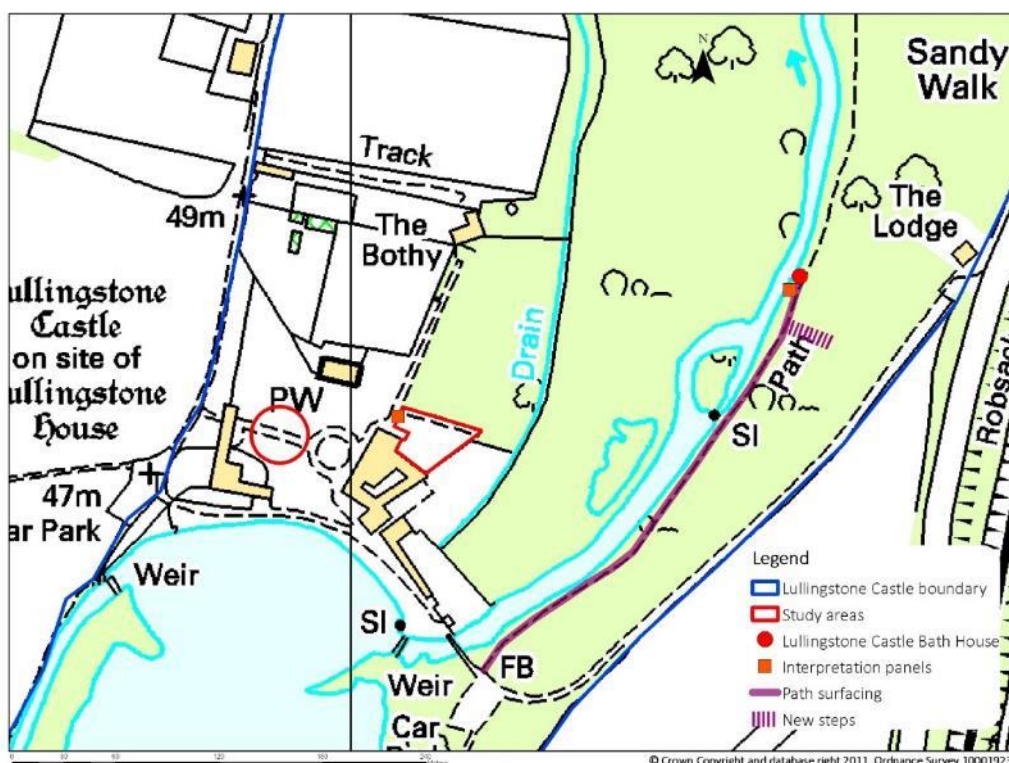 N
Sandy
Walk
Track
49m
The
Bothy
The
Lodge
ullingstone
Castle
on site of
ullingstone
House
Drain
PW
Path
SI
Robsacl
47m
ar Park
Weir
SI
Weir
FB
Car
Legend
Lullingstone Castle boundary
Study areas
Lullingstone Castle Bath House
Interpretation panels
Path surfacing
New steps
© Crown Copyright and database right 2011. Ordnance Survey 10001923